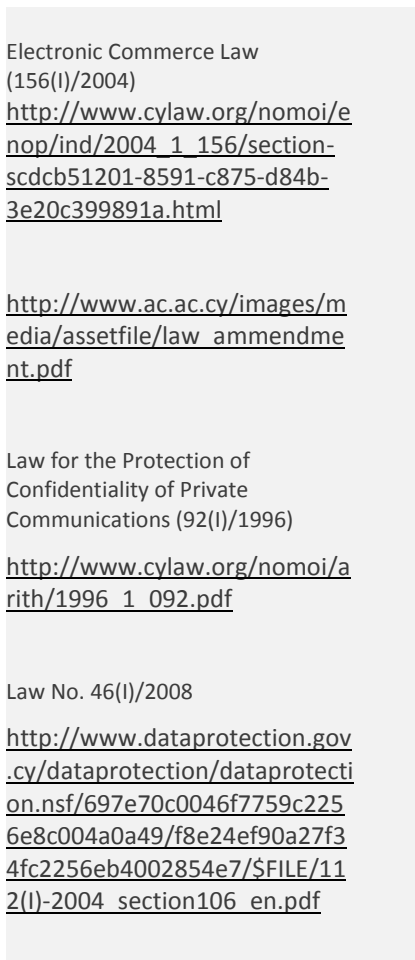 Electronic Commerce Law
(156(I)/2004)
http://www.cylaw.org/nomoi/e
nop/ind/2004_1_156/section-
scdcb51201-8591-c875-d84b-
3e20c399891a.html
http://www.ac.ac.cy/images/m
edia/assetfile/law_ammendme
nt.pdf
Law for the Protection of
Confidentiality of Private
Communications (92(I)/1996)
http://www.cylaw.org/nomoi/a
rith/1996_1_092.pdf
Law No. 46(I)/2008
http://www.dataprotection.gov
.cy/dataprotection/dataprotecti
on.nsf/697e70c0046f7759c225
6e8c004a0a49/f8e24ef90a27f3
4fc2256eb4002854e7/$FILE/11
2(I)-2004_section106_en.pdf